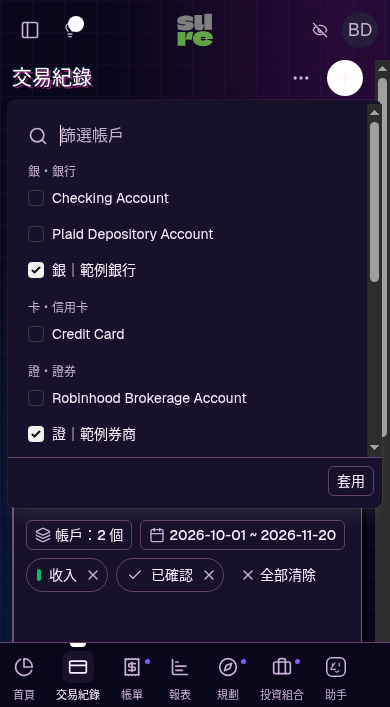 sure
BD
交易紀錄
篩選帳戶
銀・銀行
Checking Account
Plaid Depository Account
銀｜範例銀行
卡・信用卡
Credit Card
證・證券
Robinhood Brokerage Account
證｜範例券商
套用
帳戶：2 個
2026-10-01 ~ 2026-11-20
收入
已確認
全部清除
首頁
交易紀錄
帳單
報表
規劃
投資組合
助手